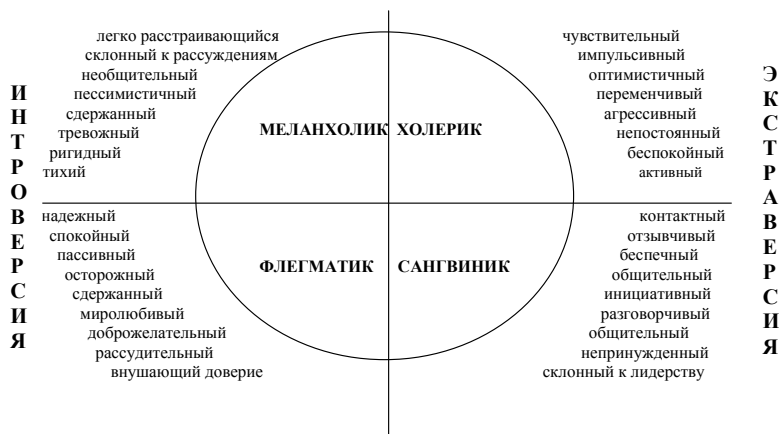 легко расстраивающийся
склонный к рассуждениям
необщительный
пессимистичный
сдержанный
тревожный
ригидный
тихий
чувствительный
импульсивный
оптимистичный
переменчивый
агрессивный
непостоянный
беспокойный
активный
МЕЛАНХОЛИК
ХОЛЕРИК
ИНТРОВЕРСИЯ
ЭКСТРАВЕРСИЯ
надежный
спокойный
пассивный
осторожный
сдержанный
миролюбивый
доброжелательный
рассудительный
внушающий доверие
ФЛЕГМАТИК
САНГВИНИК
контактный
отзывчивый
беспечный
общительный
инициативный
разговорчивый
общительный
непринужденный
склонный к лидерству